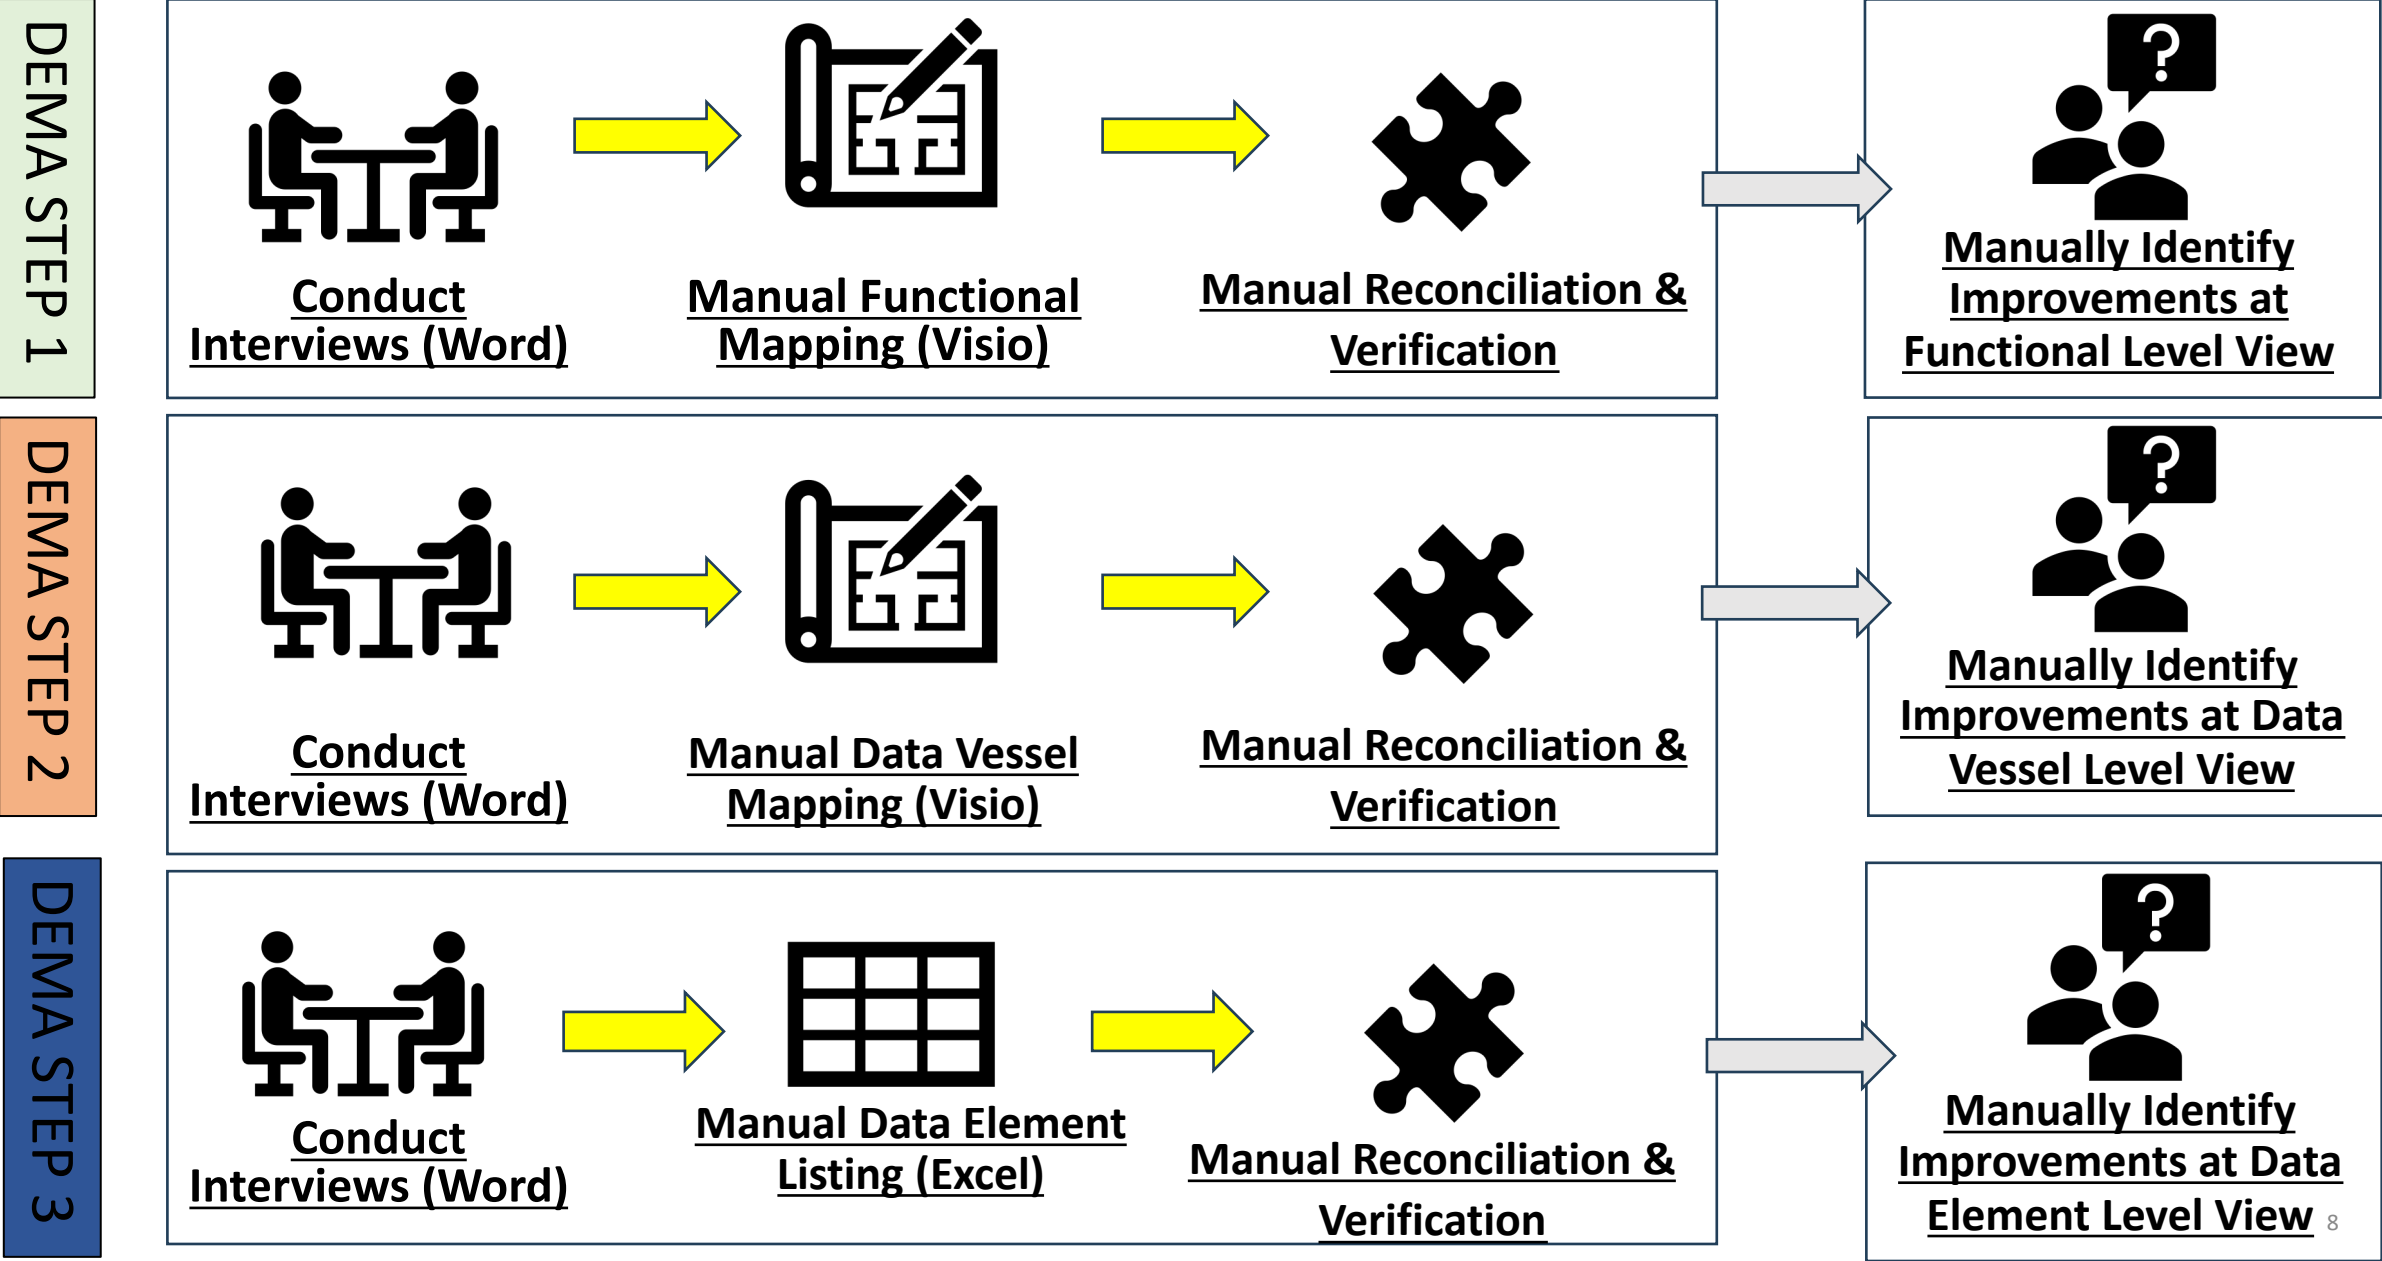 DEMA STEP 1
Conduct
Interviews (Word)
Manual Functional
Mapping (Visio)
Manual Reconciliation &
Verification
?
Manually Identify
Improvements at
Functional Level View
DEMA STEP 2
Conduct
Interviews (Word)
Manual Data Vessel
Mapping (Visio)
Manual Reconciliation &
Verification
?
Manually Identify
Improvements at Data
Vessel Level View
DEMA STEP 3
Conduct
Interviews (Word)
Manual Data Element
Listing (Excel)
Manual Reconciliation &
Verification
?
Manually Identify
Improvements at Data
Element Level View
8